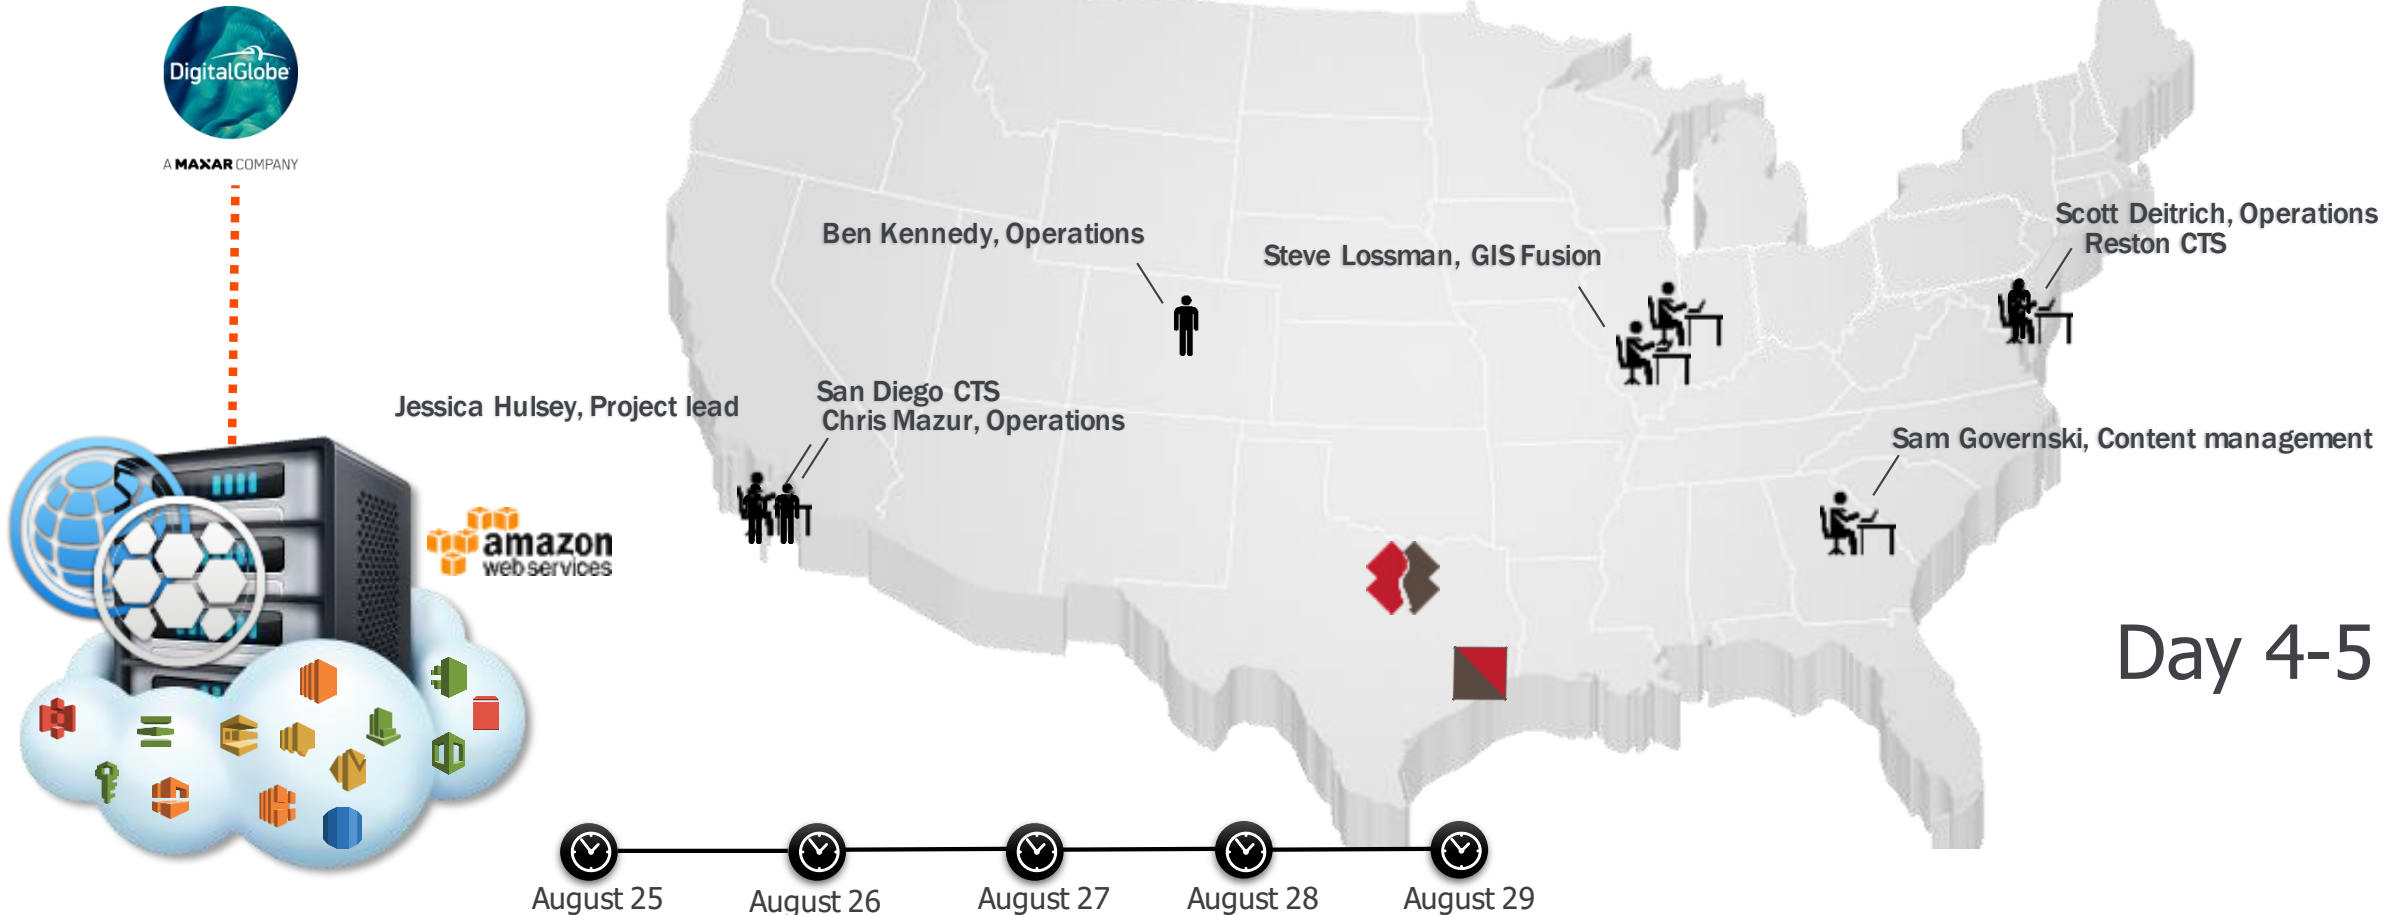 DigitalGlobe
A MAXAR COMPANY
Ben Kennedy, Operations
Steve Lossman, GIS Fusion
Scott Deitrich, Operations
Reston CTS
Jessica Hulsey, Project lead
San Diego CTS
Chris Mazur, Operations
Sam Governski, Content management
amazon
web services
Day 4-5
August 25
August 26
August 27
August 28
August 29